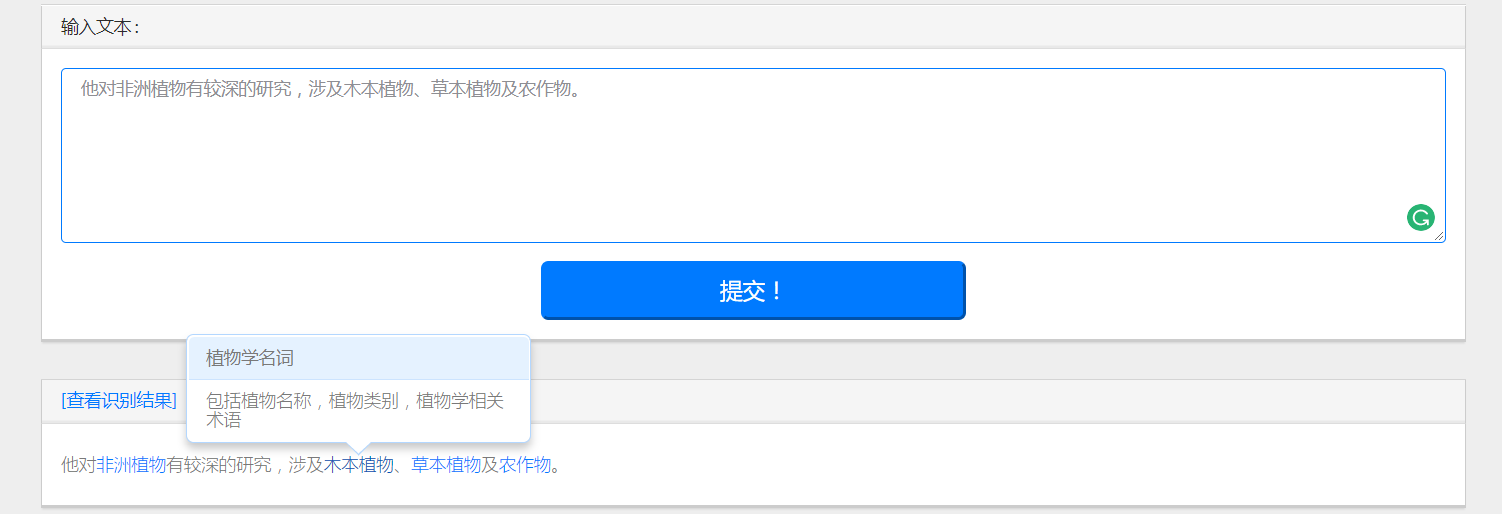 输入文本：
他对非洲植物有较深的研究，涉及木本植物、草本植物及农作物。
提交！
植物学名词
包括植物名称，植物类别，植物学相关
术语
[查看识别结果]
他对非洲植物有较深的研究，涉及木本植物、草本植物及农作物。